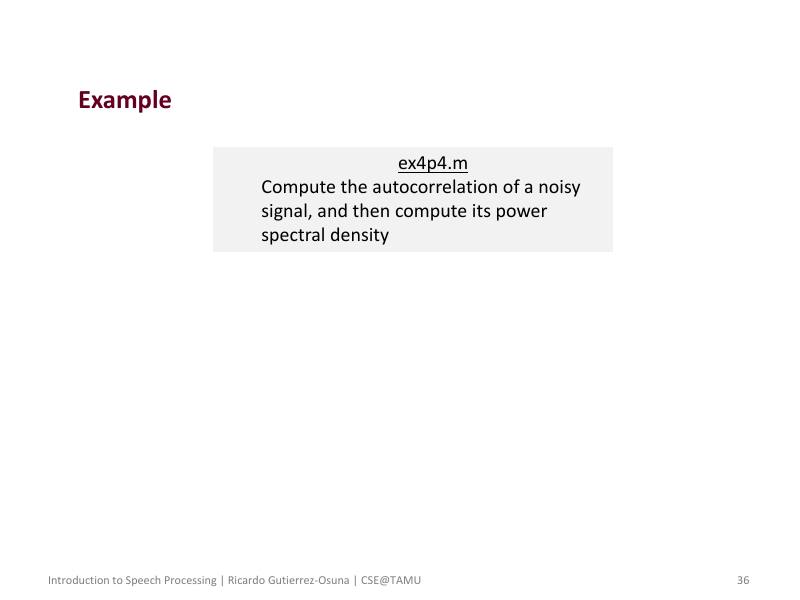 Example
ex4p4.m
Compute the autocorrelation of a noisy
signal, and then compute its power
spectral density
Introduction to Speech Processing | Ricardo Gutierrez-Osuna | CSE@TAMU
36